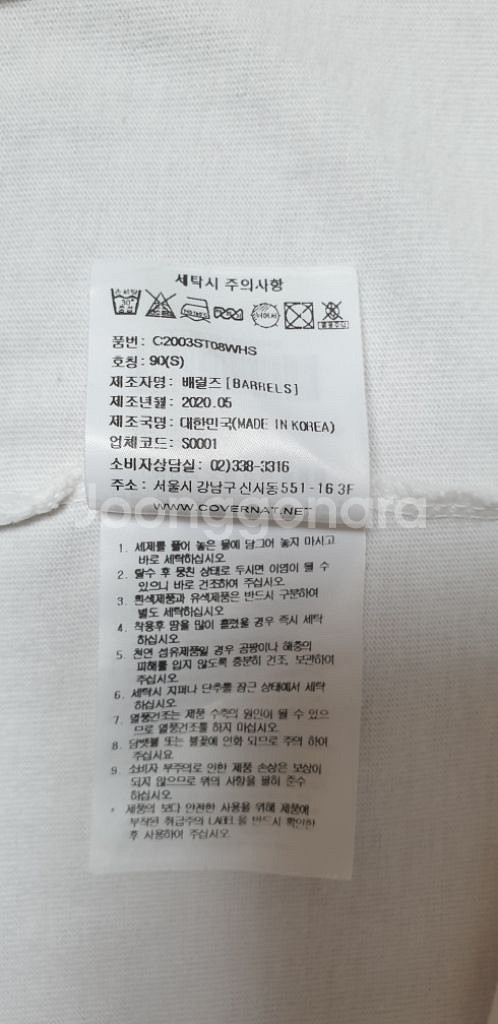 세탁시 주의사항
30°
품번: C2003ST08WHS
호칭: 90(S)
제조자명: 배럴즈 [BARRELS]
제조년월: 2020.05
제조국명: 대한민국(MADE IN KOREA)
업체코드: S0001
소비자상담실: 02)338-3316
주소: 서울시 강남구 신사동 551-16 3F
WWW.COVERNAT.NET
Joonggonara
1. 세제를 풀어 놓은 물에 담그어 놓지 마시고
바로 세탁하십시오.
2. 탈수 후 뭉친 상태로 두시면 이염이 될 수
있으니 바로 건조하여 주십시오.
3. 흰색제품과 유색제품은 반드시 구분하여
별도 세탁하십시오
4. 착용후 땀을 많이 흘렸을 경우 즉시 세탁
하십시오.
5. 천연 섬유제품일 경우 곰팡이나 해충의
피해를 입지 않도록 충분히 건조, 보관하여
주십시오.
6. 세탁시 지퍼나 단추를 잠근 상태에서 세탁
하십시오.
7. 열풍건조는 제품 수축의 원인이 될 수 있으
므로 열풍건조를 하지 마십시오.
8. 담뱃불 또는 불꽃에 인화 되므로 주의 하여
주십시요.
9. 소비자 부주의로 인한 제품 손상은 보상이
되지 않으므로 위의 사항을 필히 준수
하십시오.
* 제품의 보다 안전한 사용을 위해 제품에
부착된 취급주의 LABEL을 반드시 확인한
후 사용하여 주십시오.